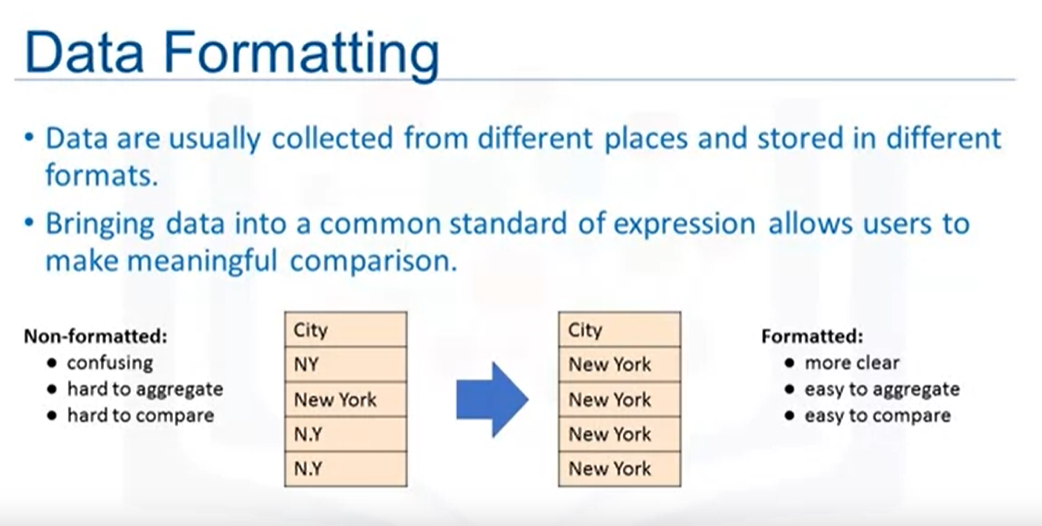 Data Formatting
• Data are usually collected from different places and stored in different
formats.
• Bringing data into a common standard of expression allows users to
make meaningful comparison.
Non-formatted:
• confusing
• hard to aggregate
• hard to compare
City
NY
New York
N.Y
N.Y
City
New York
New York
New York
New York
Formatted:
• more clear
• easy to aggregate
• easy to compare